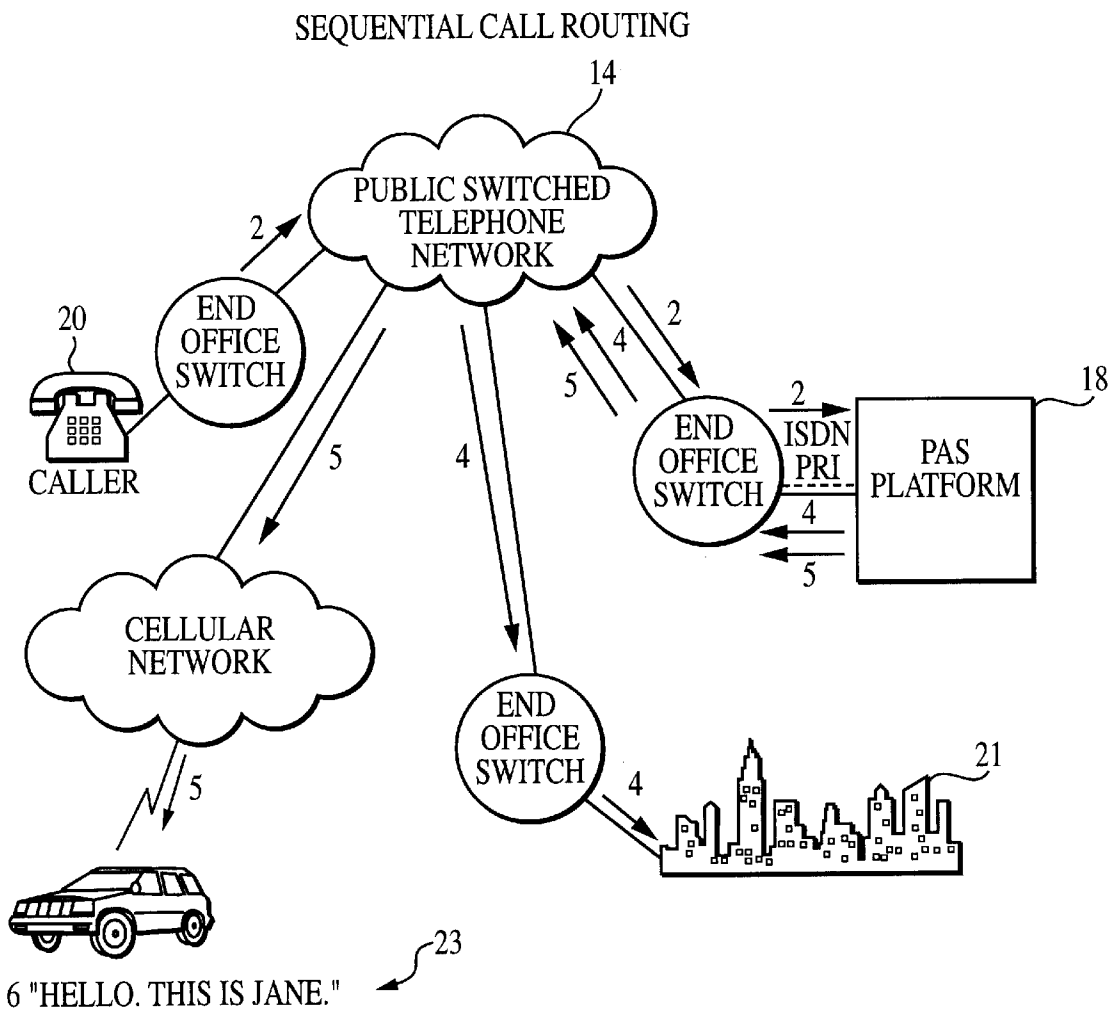 SEQUENTIAL CALL ROUTING
14
PUBLIC SWITCHED
TELEPHONE
NETWORK
2
END
OFFICE
SWITCH
20
CALLER
2
4
5
18
END
OFFICE
SWITCH
2
ISDN
PRI
4
5
PAS
PLATFORM
5
4
CELLULAR
NETWORK
END
OFFICE
SWITCH
4
21
5
23
6 "HELLO. THIS IS JANE."